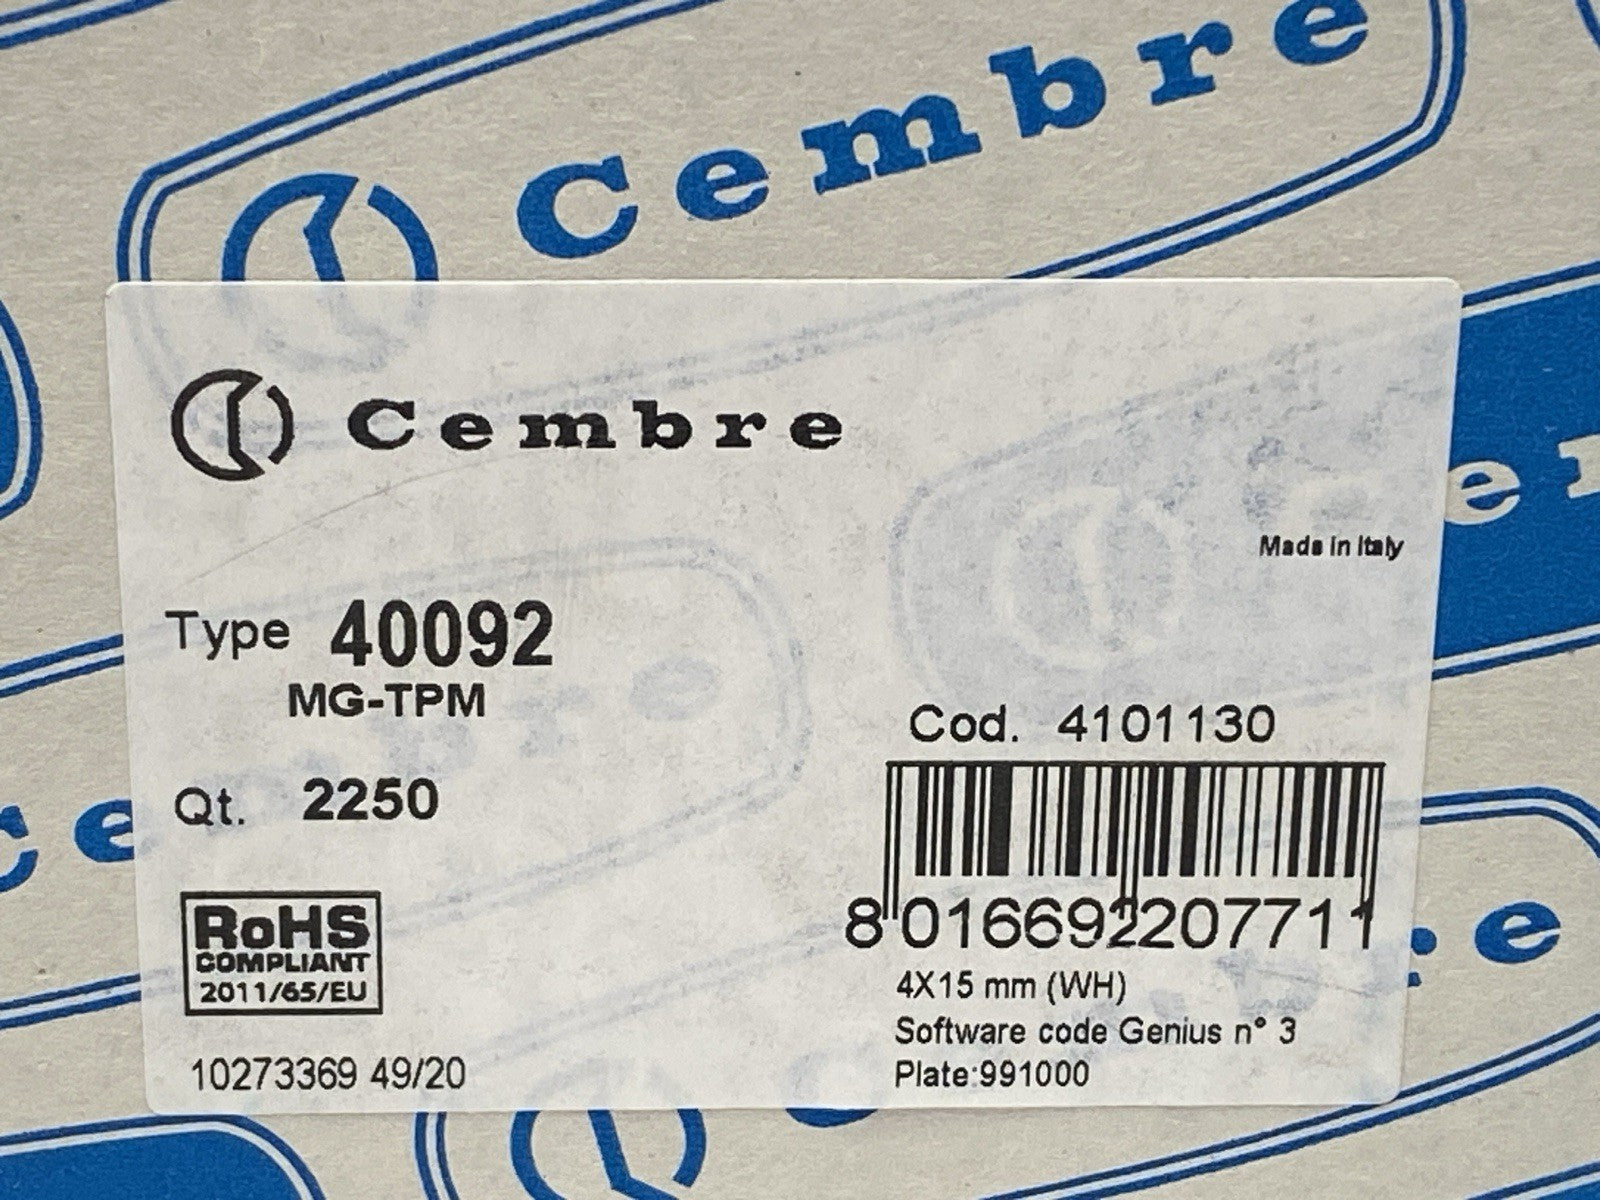 Cembre
Cembre
Made in Italy
Type 40092
MG-TPM
Cod. 4101130
Qt. 2250
8 016692 207711
RoHS
COMPLIANT
2011/65/EU
4X15 mm (WH)
Software code Genius n° 3
Plate:991000
10273369 49/20